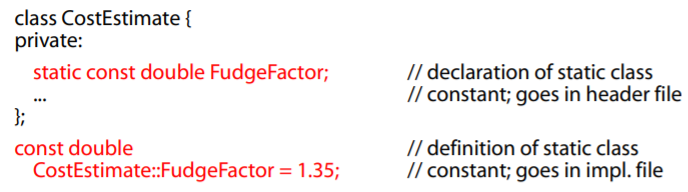 class CostEstimate {
private:
static const double FudgeFactor; // declaration of static class
... // constant; goes in header file
};
const double // definition of static class
CostEstimate::FudgeFactor = 1.35; // constant; goes in impl. file